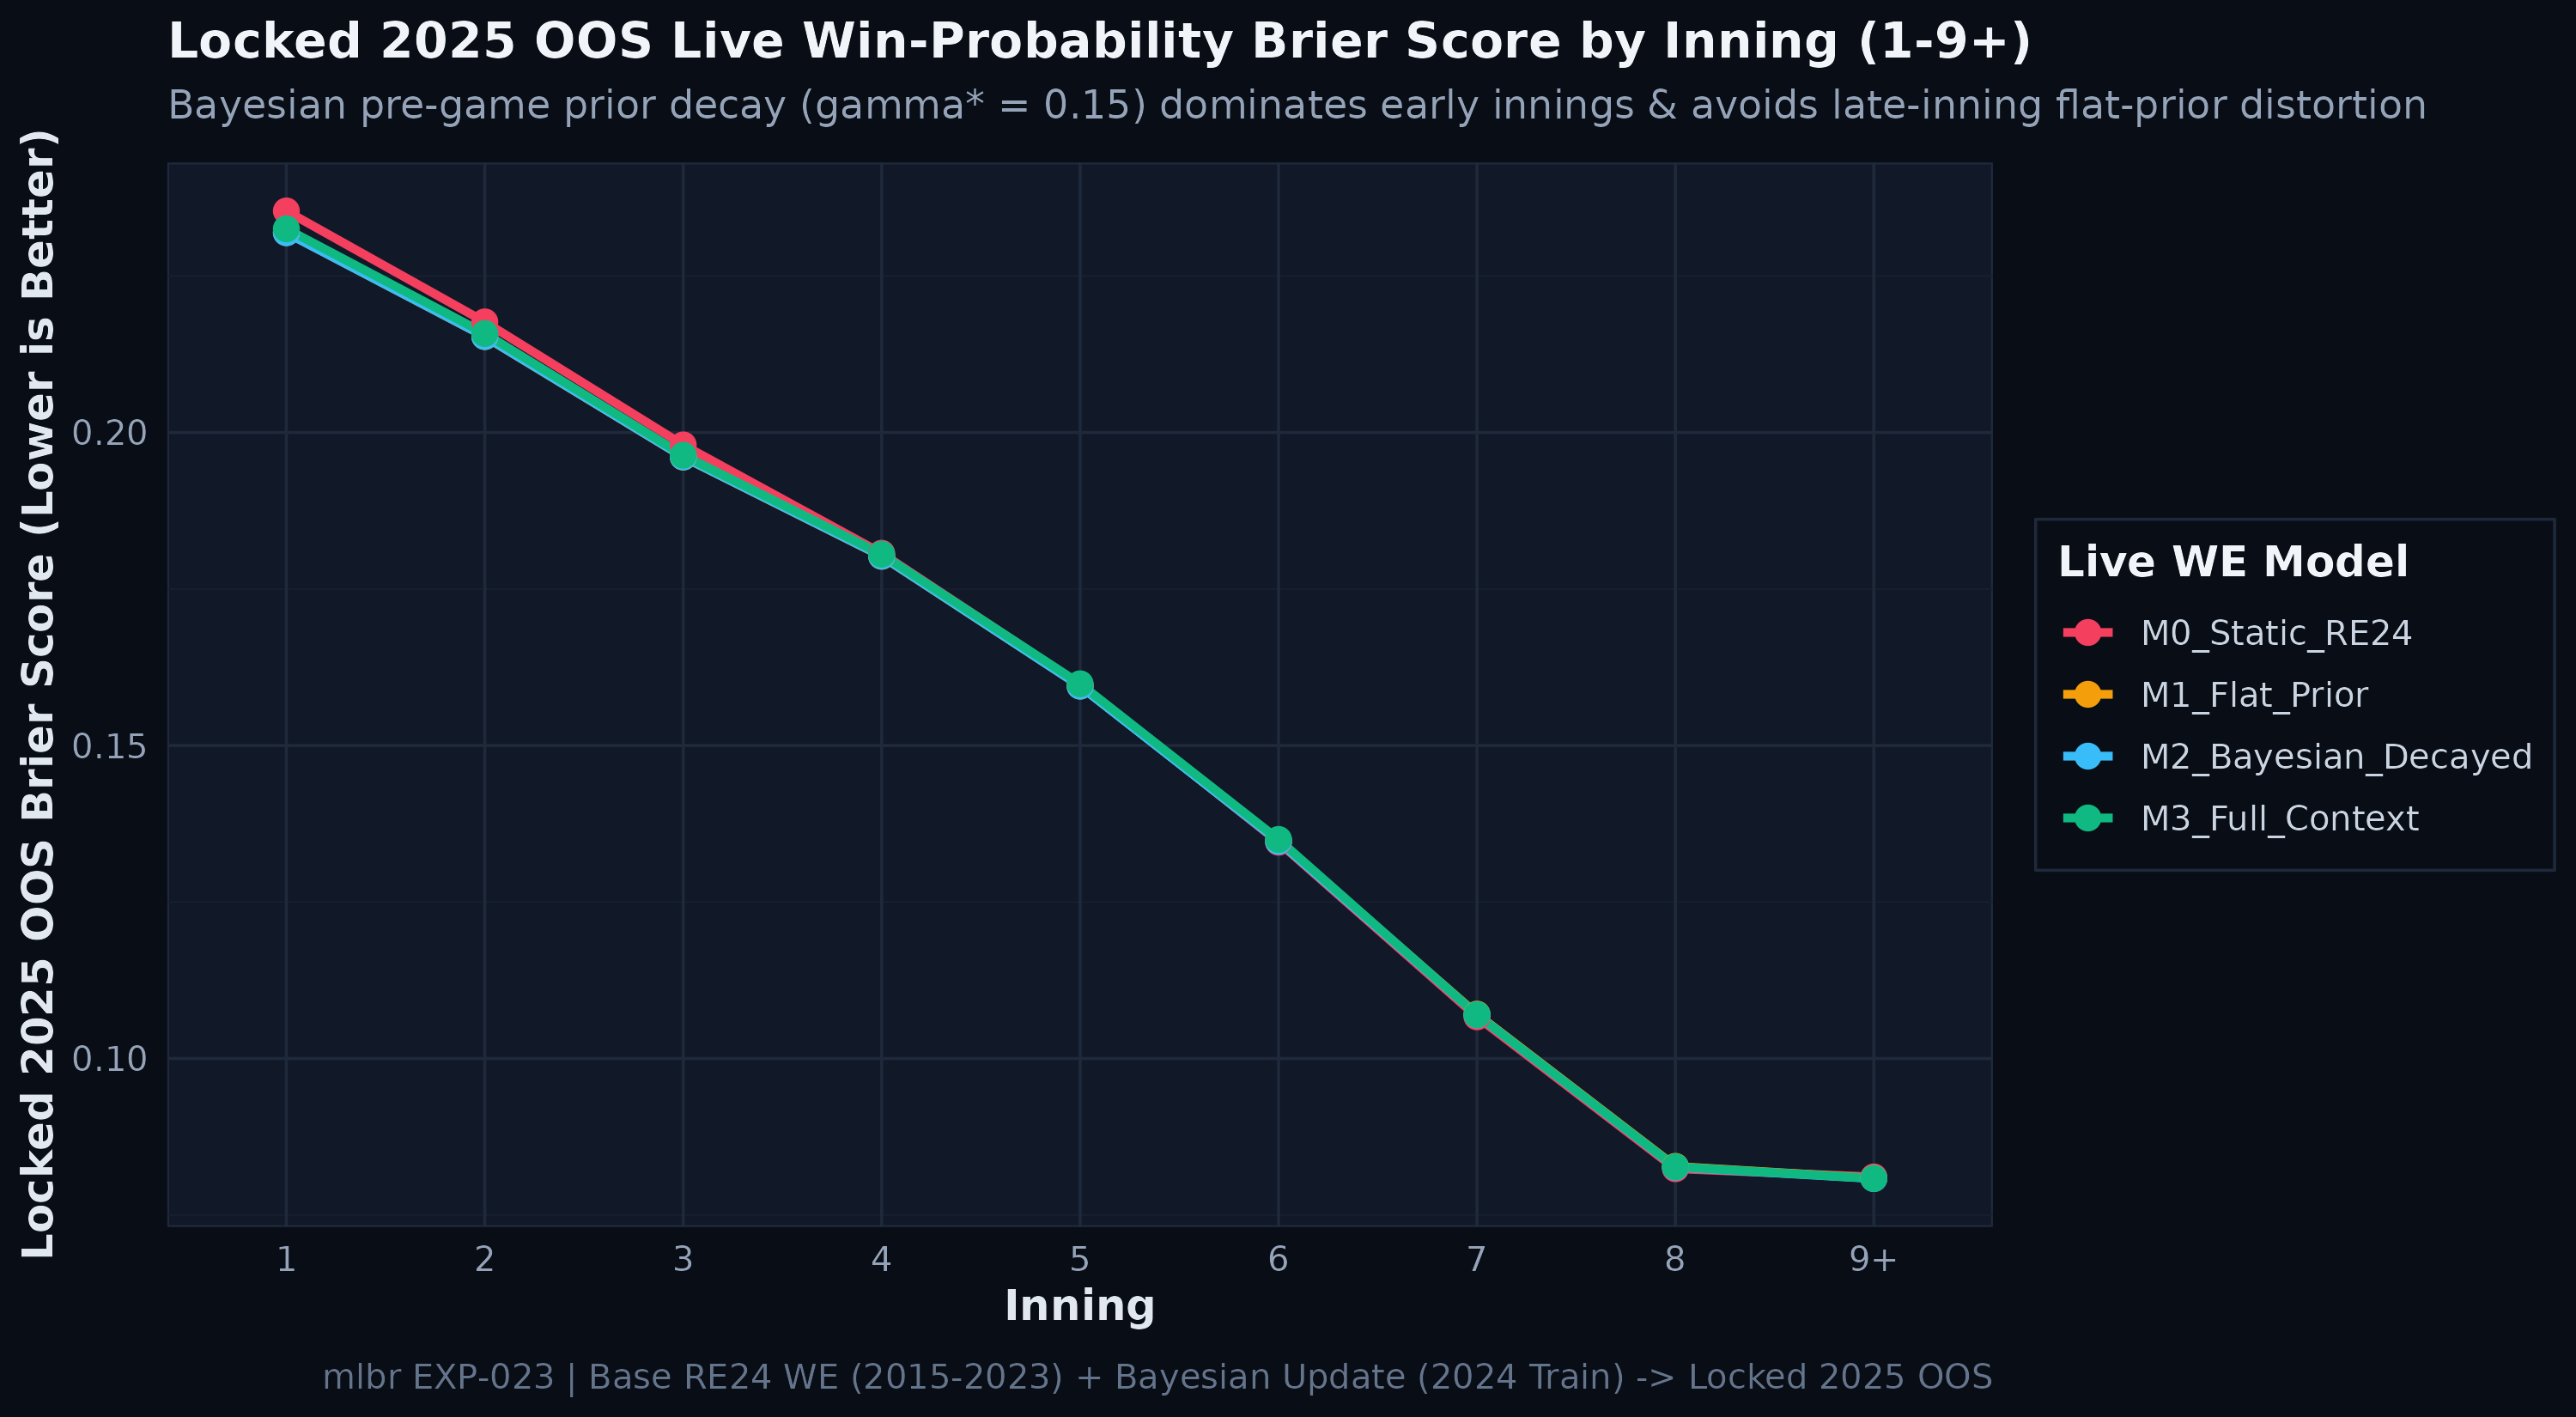 Locked 2025 OOS Live Win-Probability Brier Score by Inning (1-9+)
Bayesian pre-game prior decay (gamma* = 0.15) dominates early innings & avoids late-inning flat-prior distortion
Locked 2025 OOS Brier Score (Lower is Better)
0.20
0.15
0.10
1 2 3 4 5 6 7 8 9+
Inning
Live WE Model
M0_Static_RE24
M1_Flat_Prior
M2_Bayesian_Decayed
M3_Full_Context
mlbr EXP-023 | Base RE24 WE (2015-2023) + Bayesian Update (2024 Train) -> Locked 2025 OOS